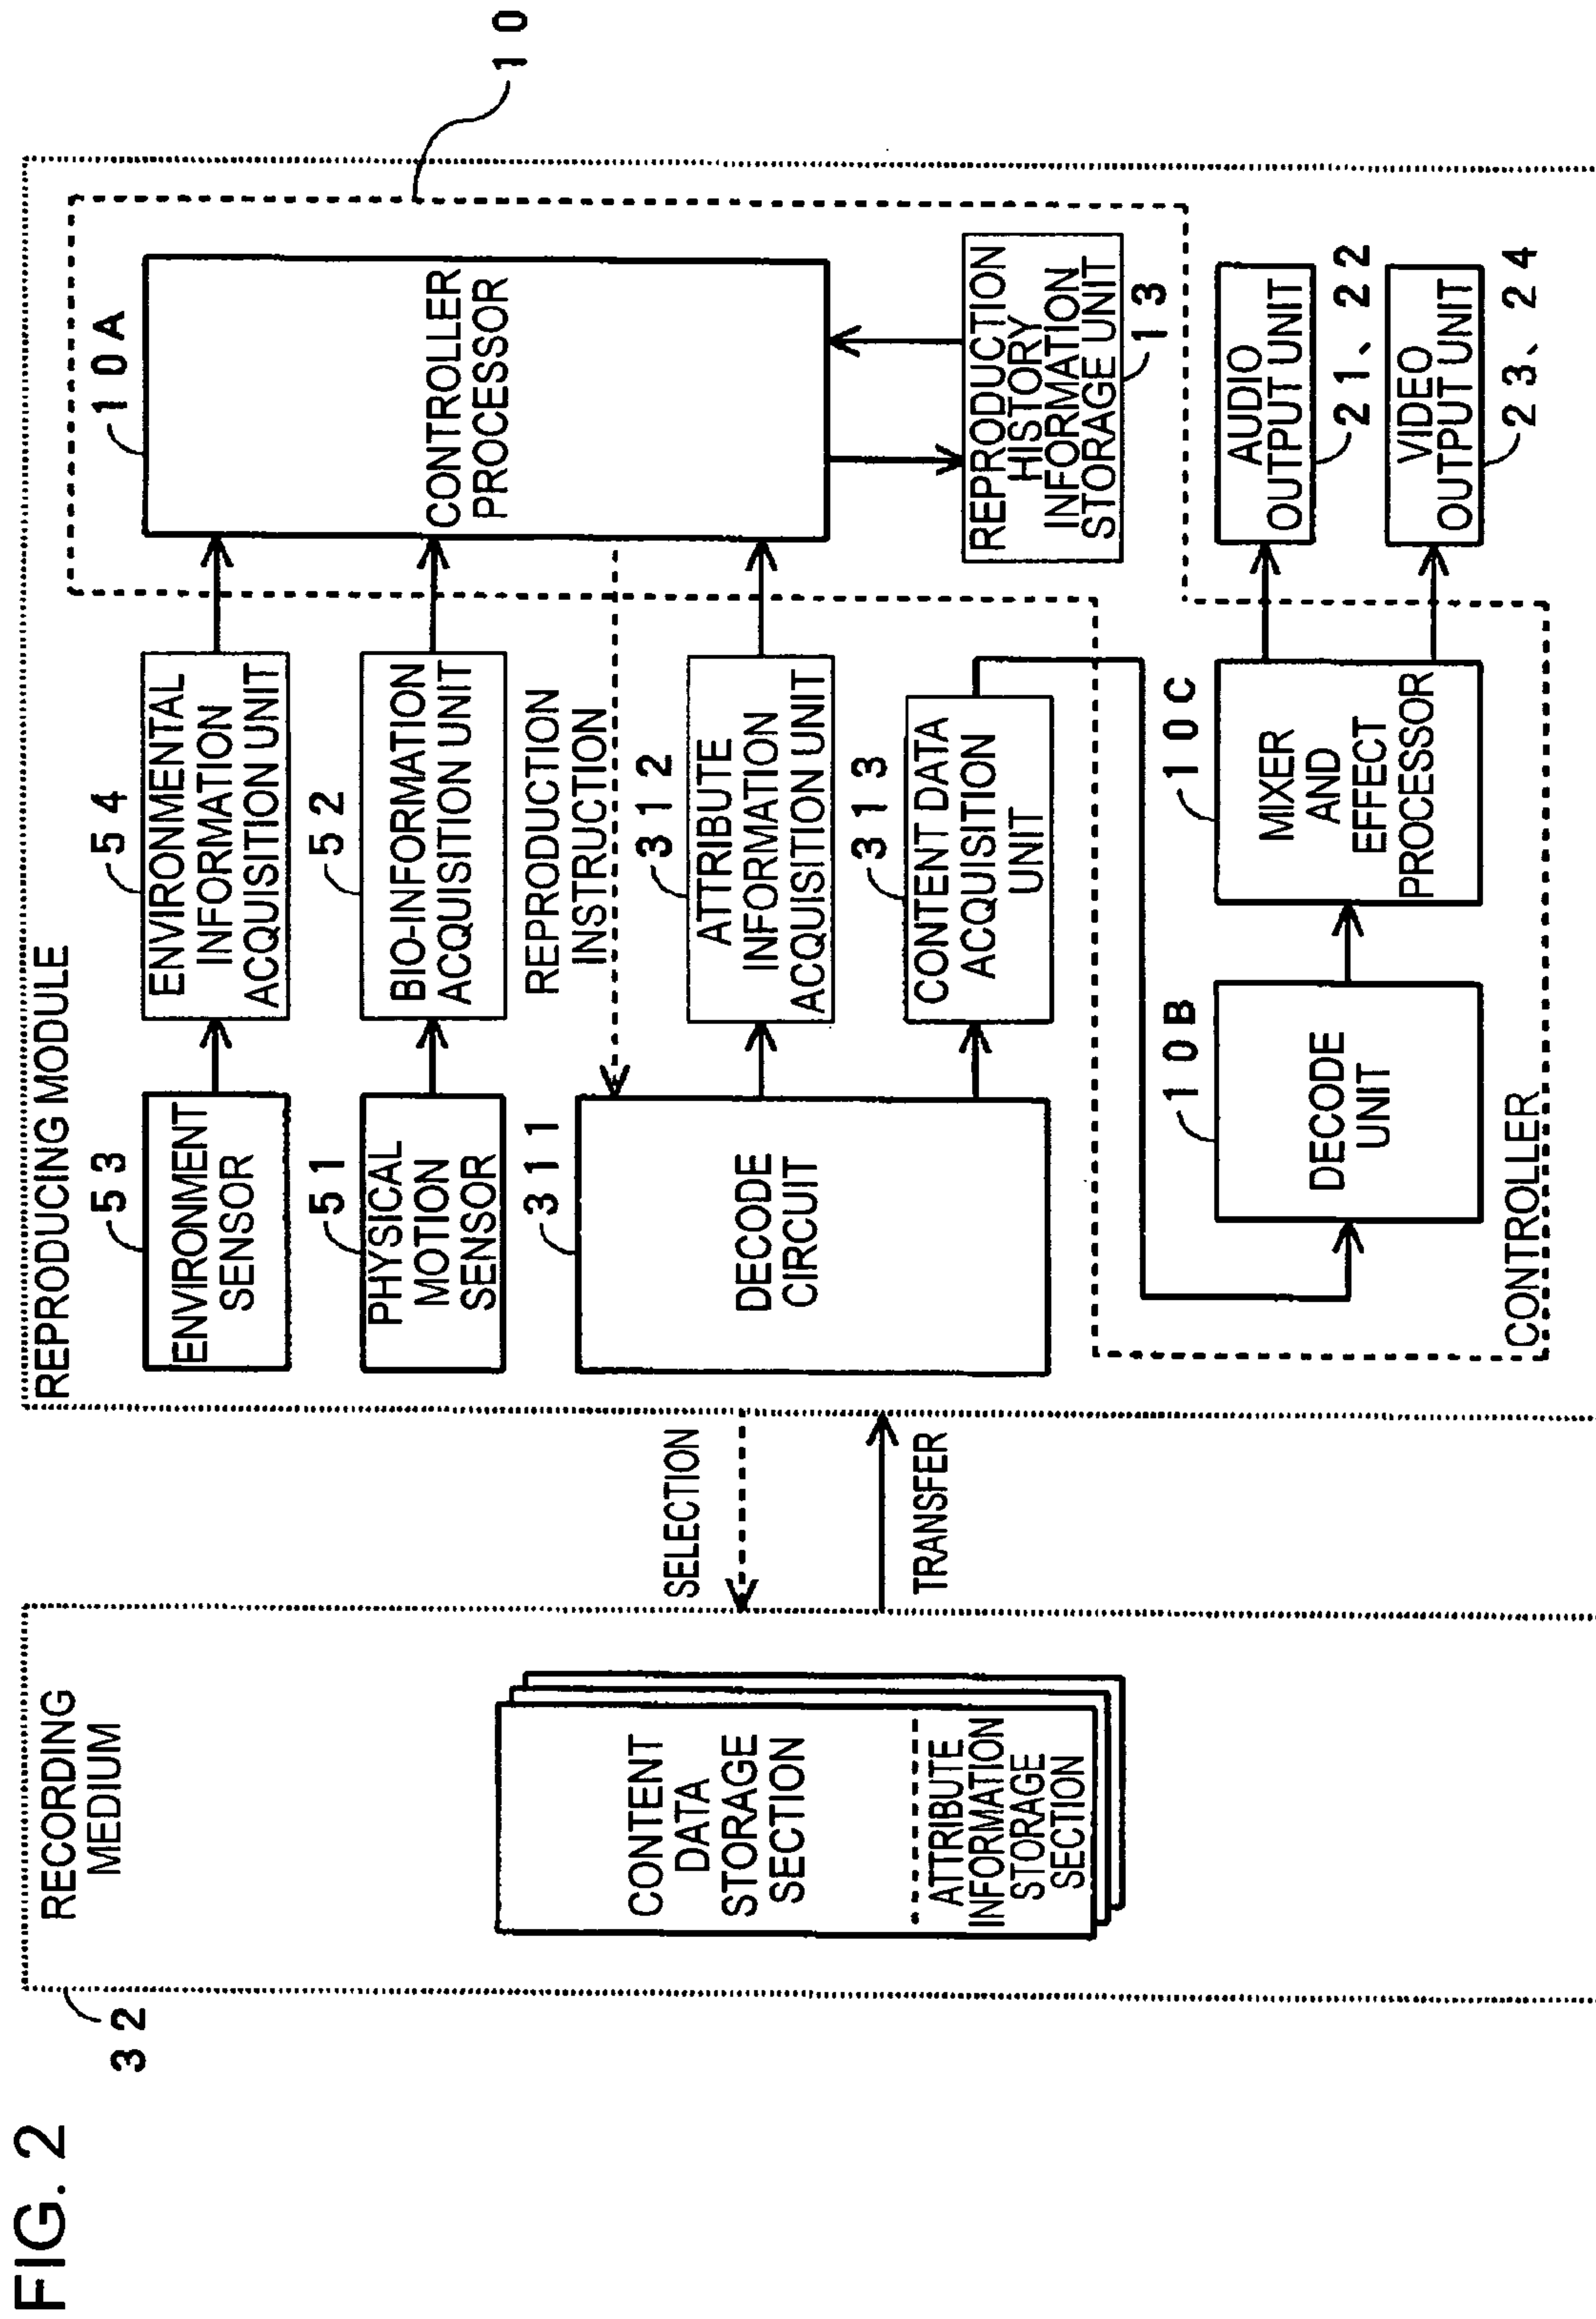 FIG. 2
32
RECORDING
MEDIUM
CONTENT
DATA
STORAGE
SECTION
ATTRIBUTE
INFORMATION
STORAGE
SECTION
SELECTION
TRANSFER
REPRODUCING MODULE
53
ENVIRONMENT
SENSOR
54
ENVIRONMENTAL
INFORMATION
ACQUISITION UNIT
51
PHYSICAL
MOTION
SENSOR
52
BIO-INFORMATION
ACQUISITION UNIT
REPRODUCTION
INSTRUCTION
311
DECODE
CIRCUIT
312
ATTRIBUTE
INFORMATION
ACQUISITION UNIT
313
CONTENT DATA
ACQUISITION
UNIT
10A
CONTROLLER
PROCESSOR
10
REPRODUCTION
HISTORY
INFORMATION
STORAGE UNIT
13
10B
DECODE
UNIT
10C
MIXER
AND
EFFECT
PROCESSOR
AUDIO
OUTPUT UNIT
21、22
VIDEO
OUTPUT UNIT
23、24
CONTROLLER